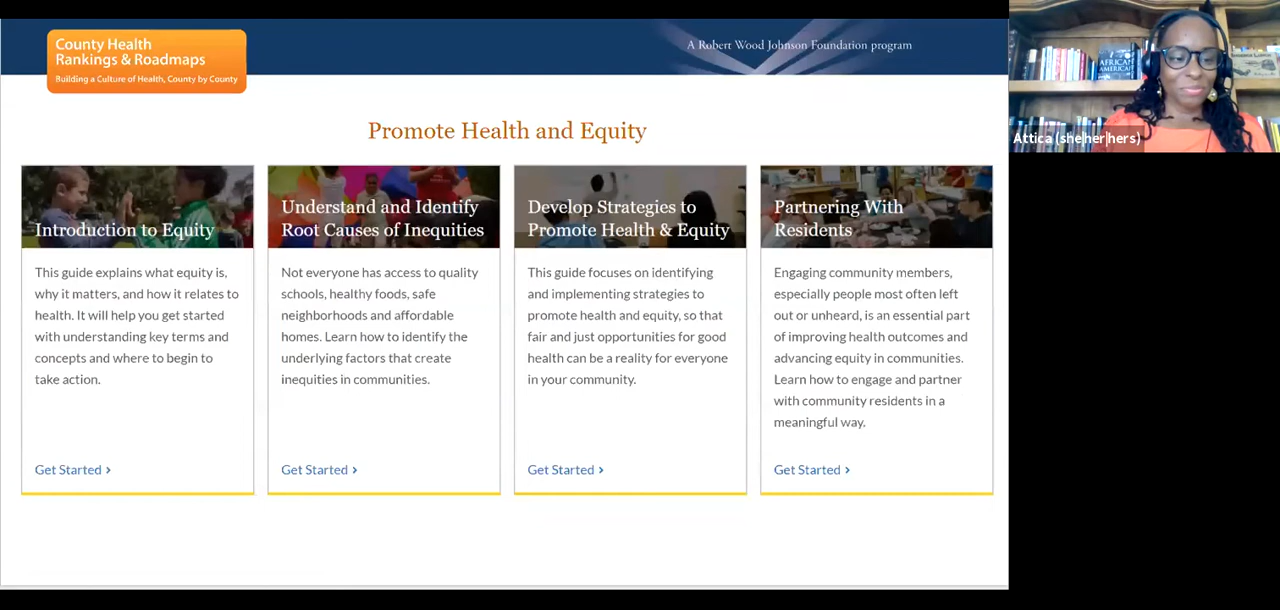 County Health
Rankings & Roadmaps
Building a Culture of Health, County by County
A Robert Wood Johnson Foundation program
AFRICAN
AMERICAN
Attica (she|her|hers)
Promote Health and Equity
Introduction to Equity
This guide explains what equity is,
why it matters, and how it relates to
health. It will help you get started
with understanding key terms and
concepts and where to begin to
take action.
Get Started ›
Understand and Identify
Root Causes of Inequities
Not everyone has access to quality
schools, healthy foods, safe
neighborhoods and affordable
homes. Learn how to identify the
underlying factors that create
inequities in communities.
Get Started ›
Develop Strategies to
Promote Health & Equity
This guide focuses on identifying
and implementing strategies to
promote health and equity, so that
fair and just opportunities for good
health can be a reality for everyone
in your community.
Get Started ›
Partnering With
Residents
Engaging community members,
especially people most often left
out or unheard, is an essential part
of improving health outcomes and
advancing equity in communities.
Learn how to engage and partner
with community residents in a
meaningful way.
Get Started ›